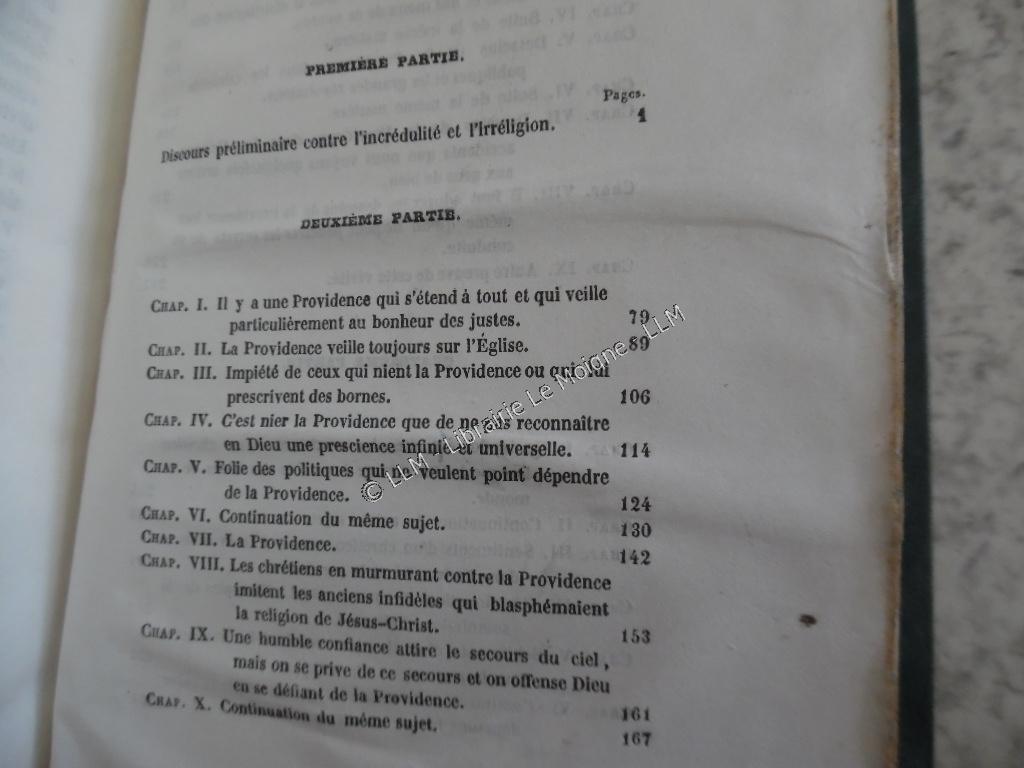 PREMIÈRE PARTIE.
Pages.
Discours préliminaire contre l'incrédulité et l'Irréligion. 1
DEUXIÈME PARTIE.
CHAP. I. Il y a une Providence qui s'étend à tout et qui veille
particulièrement au bonheur des justes. 79
CHAP. II. La Providence veille toujours sur l'Église. 89
CHAP. III. Impiété de ceux qui nient la Providence ou qui lui
prescrivent des bornes. 106
CHAP. IV. C'est nier la Providence que de ne pas reconnaître
en Dieu une prescience infinie et universelle. 114
CHAP. V. Folie des politiques qui ne veulent point dépendre
de la Providence. 124
CHAP. VI. Continuation du même sujet. 130
CHAP. VII. La Providence. 142
CHAP. VIII. Les chrétiens en murmurant contre la Providence
imitent les anciens infidèles qui blasphémaient
la religion de Jésus-Christ. 153
CHAP. IX. Une humble confiance attire le secours du ciel,
mais on se prive de ce secours et on offense Dieu
en se défiant de la Providence. 161
CHAP. X. Continuation du même sujet. 167
© LLM - Librairie Le Moigne - LLM